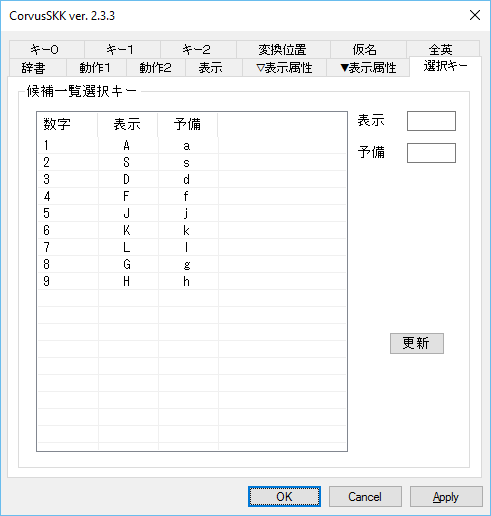 CorvusSKK ver. 2.3.3
キー0 キー1 キー2 変換位置 仮名 全英
辞書 動作1 動作2 表示 ▽表示属性 ▼表示属性 選択キー
候補一覧選択キー
数字 表示 予備
1 A a
2 S s
3 D d
4 F f
5 J j
6 K k
7 L l
8 G g
9 H h
表示
予備
更新
OK Cancel Apply